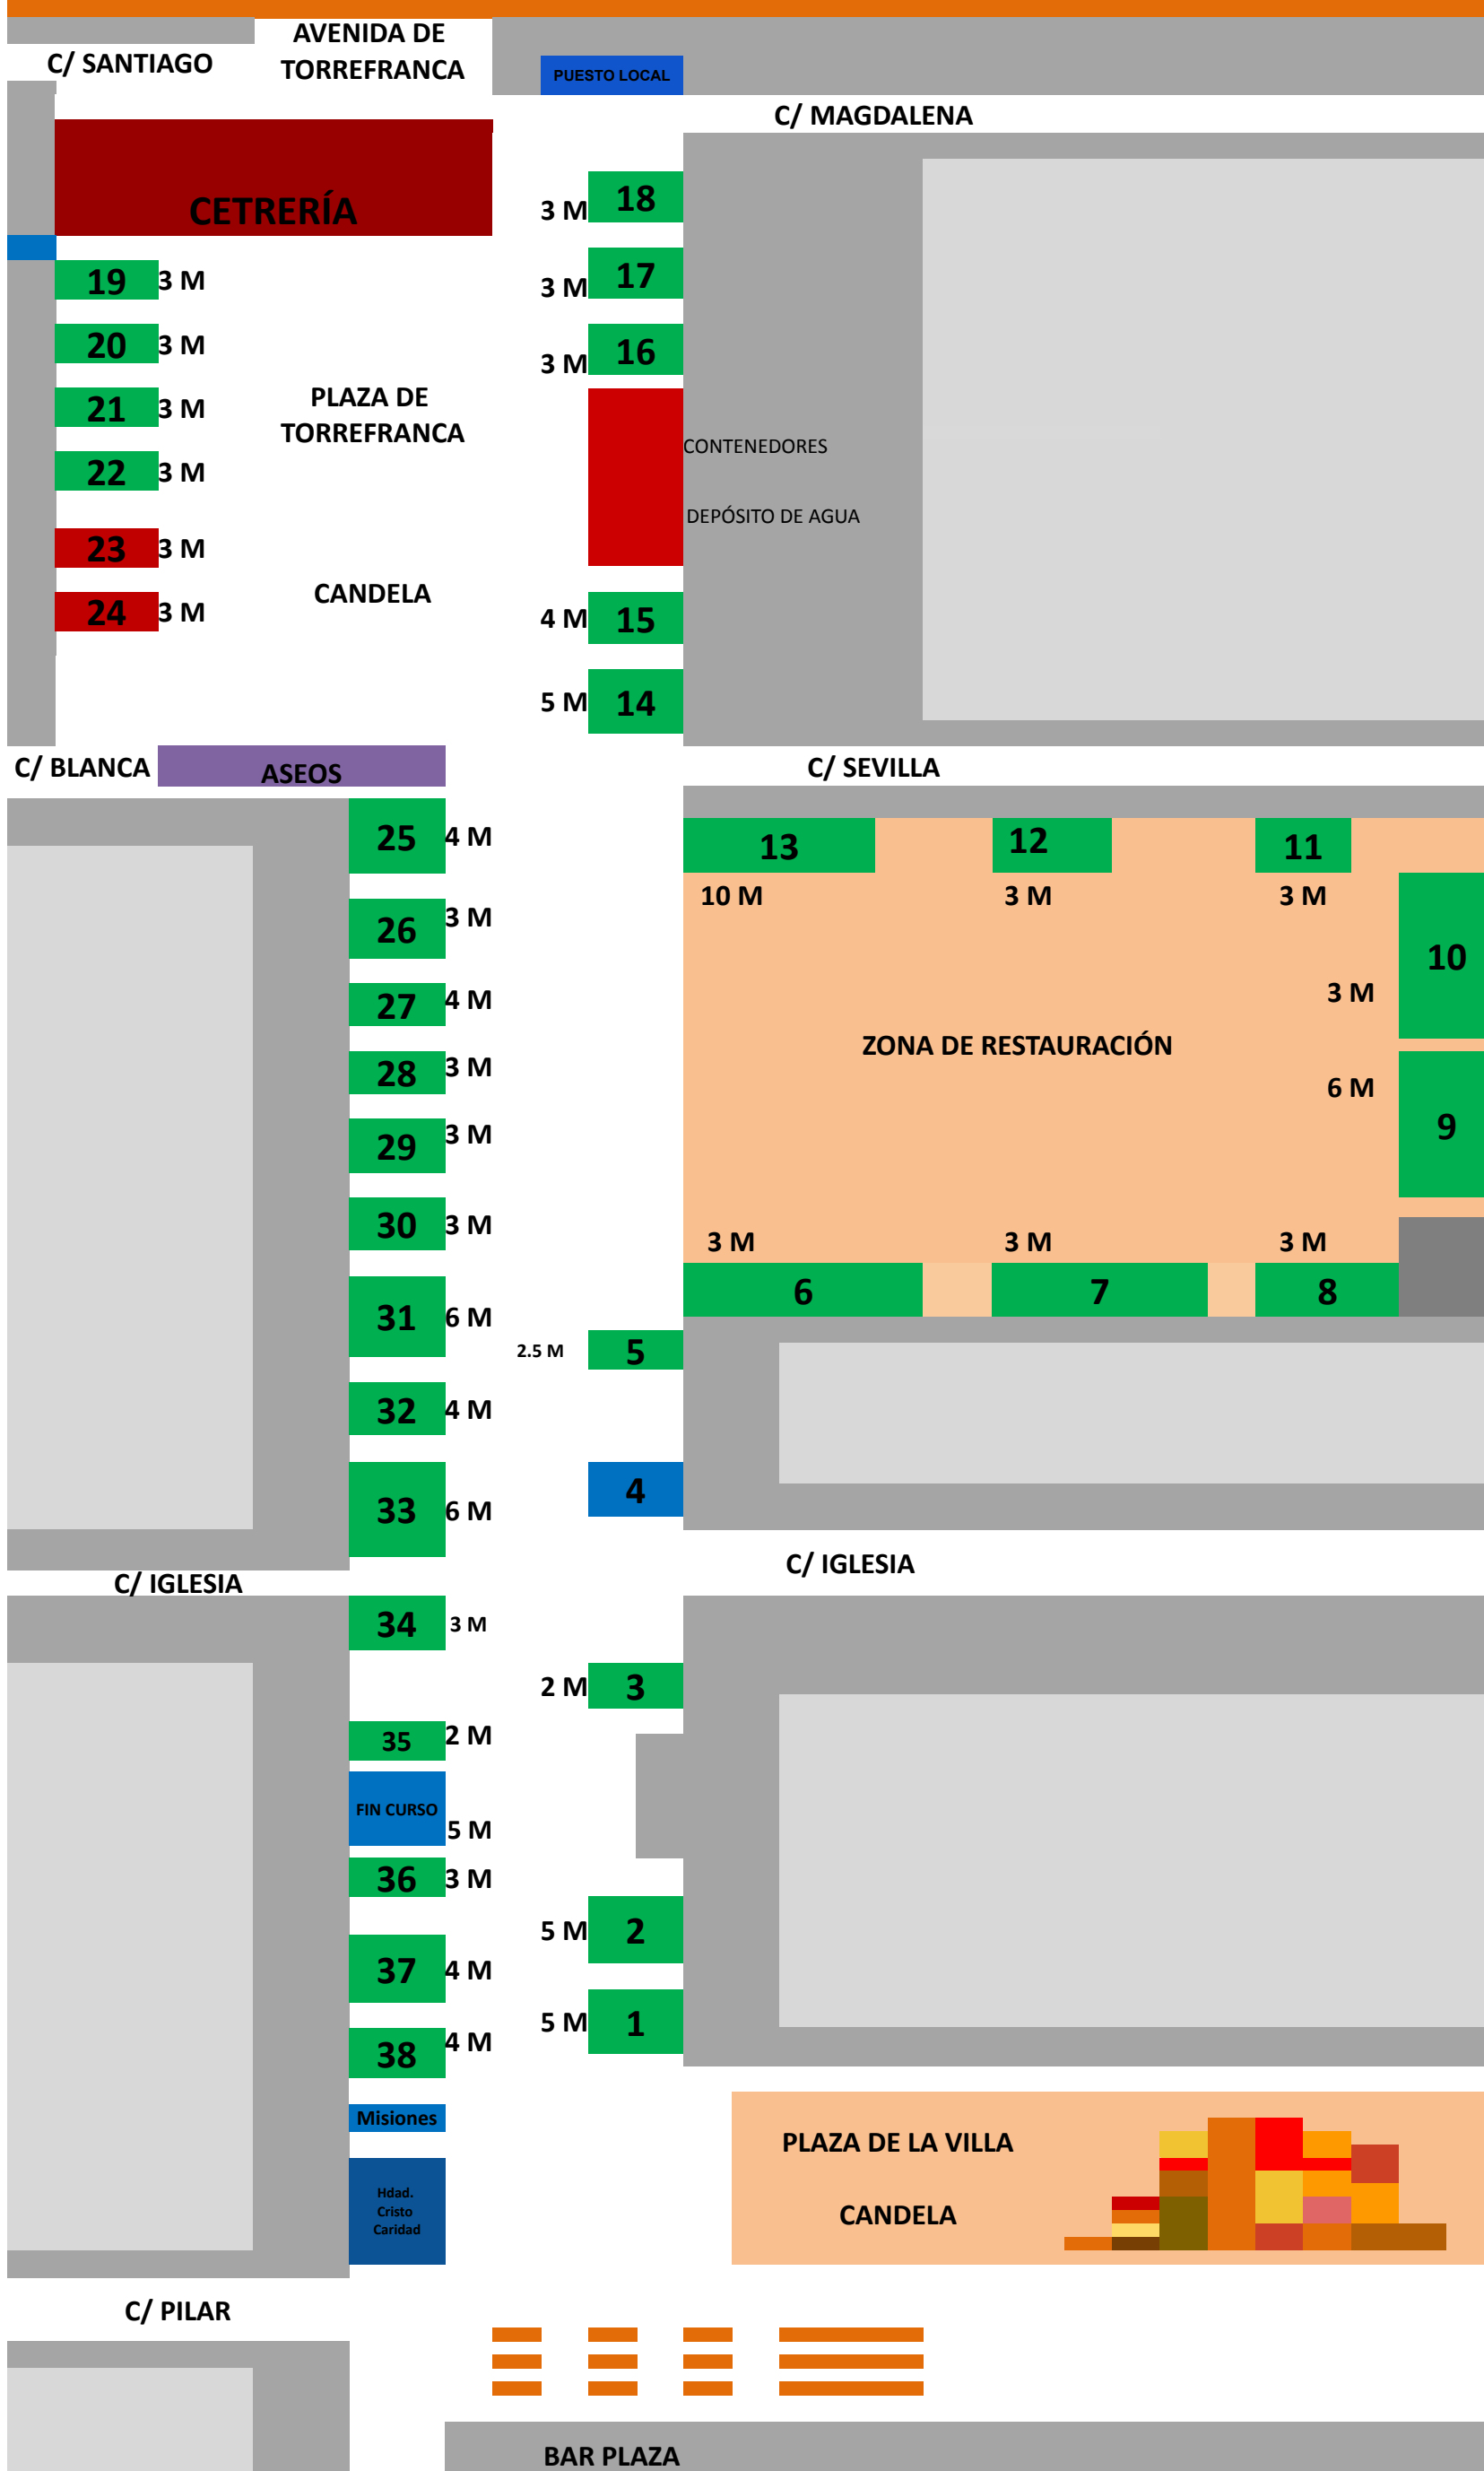 AVENIDA DE
TORREFRANCA
C/ SANTIAGO
PUESTO LOCAL
C/ MAGDALENA
CETRERÍA
3 M 18
3 M 17
19 3 M
20 3 M
3 M 16
21 3 M
PLAZA DE
TORREFRANCA
CONTENEDORES
22 3 M
DEPÓSITO DE AGUA
23 3 M
CANDELA
24 3 M
4 M 15
5 M 14
C/ BLANCA
ASEOS
C/ SEVILLA
25 4 M
13
12
11
10 M
3 M
3 M
26 3 M
10
3 M
27 4 M
ZONA DE RESTAURACIÓN
28 3 M
6 M
9
29 3 M
30 3 M
3 M
3 M
3 M
6
7
8
31 6 M
2.5 M 5
32 4 M
4
33 6 M
C/ IGLESIA
C/ IGLESIA
34 3 M
2 M 3
35 2 M
FIN CURSO
5 M
36 3 M
5 M 2
37 4 M
5 M 1
38 4 M
Misiones
PLAZA DE LA VILLA
Hdad.
Cristo
Caridad
CANDELA
C/ PILAR
BAR PLAZA